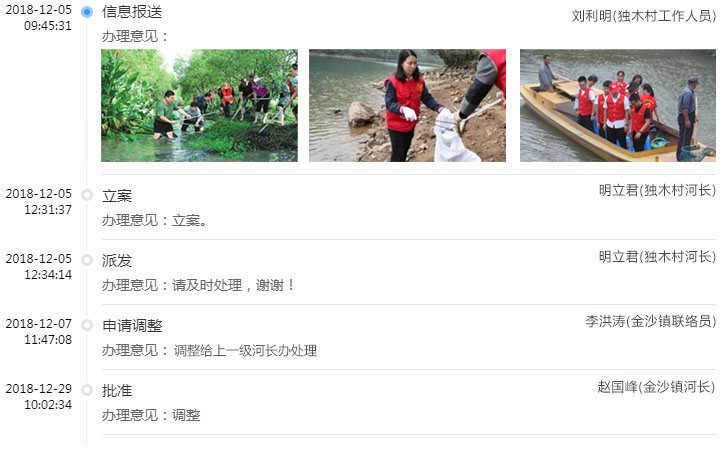 2018-12-05
09:45:31
信息报送
刘利明(独木村工作人员)
办理意见：
2018-12-05
12:31:37
立案
明立君(独木村河长)
办理意见：立案。
2018-12-05
12:34:14
派发
明立君(独木村河长)
办理意见：请及时处理，谢谢！
2018-12-07
11:47:08
申请调整
李洪涛(金沙镇联络员)
办理意见：调整给上一级河长办处理
2018-12-29
10:02:34
批准
赵国峰(金沙镇河长)
办理意见：调整